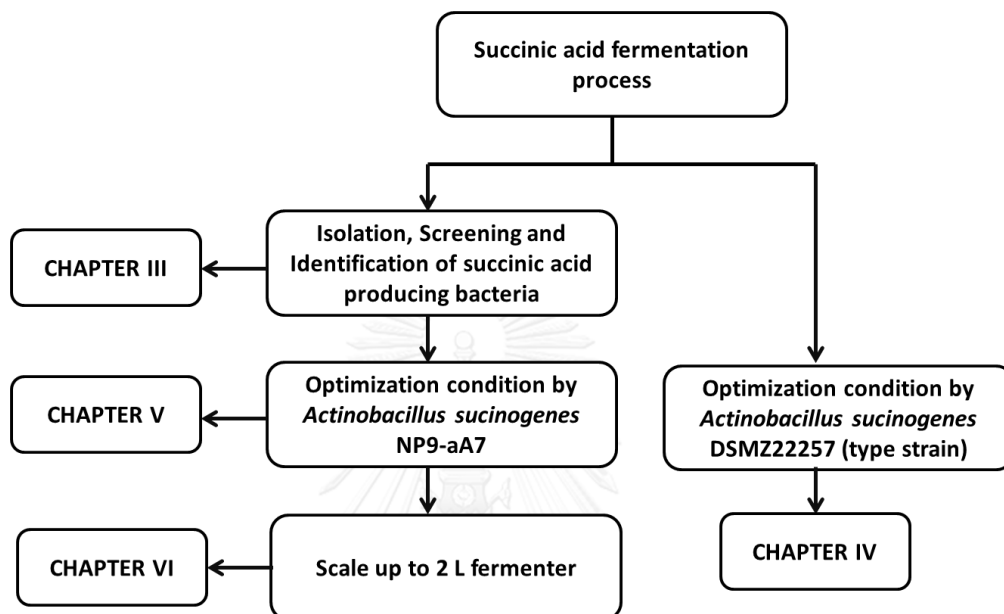 Succinic acid fermentation
process
Isolation, Screening and
Identification of succinic acid
producing bacteria
CHAPTER III
Optimization condition by
Actinobacillus sucinogenes
NP9-aA7
CHAPTER V
Optimization condition by
Actinobacillus sucinogenes
DSMZ22257 (type strain)
Scale up to 2 L fermenter
CHAPTER VI
CHAPTER IV